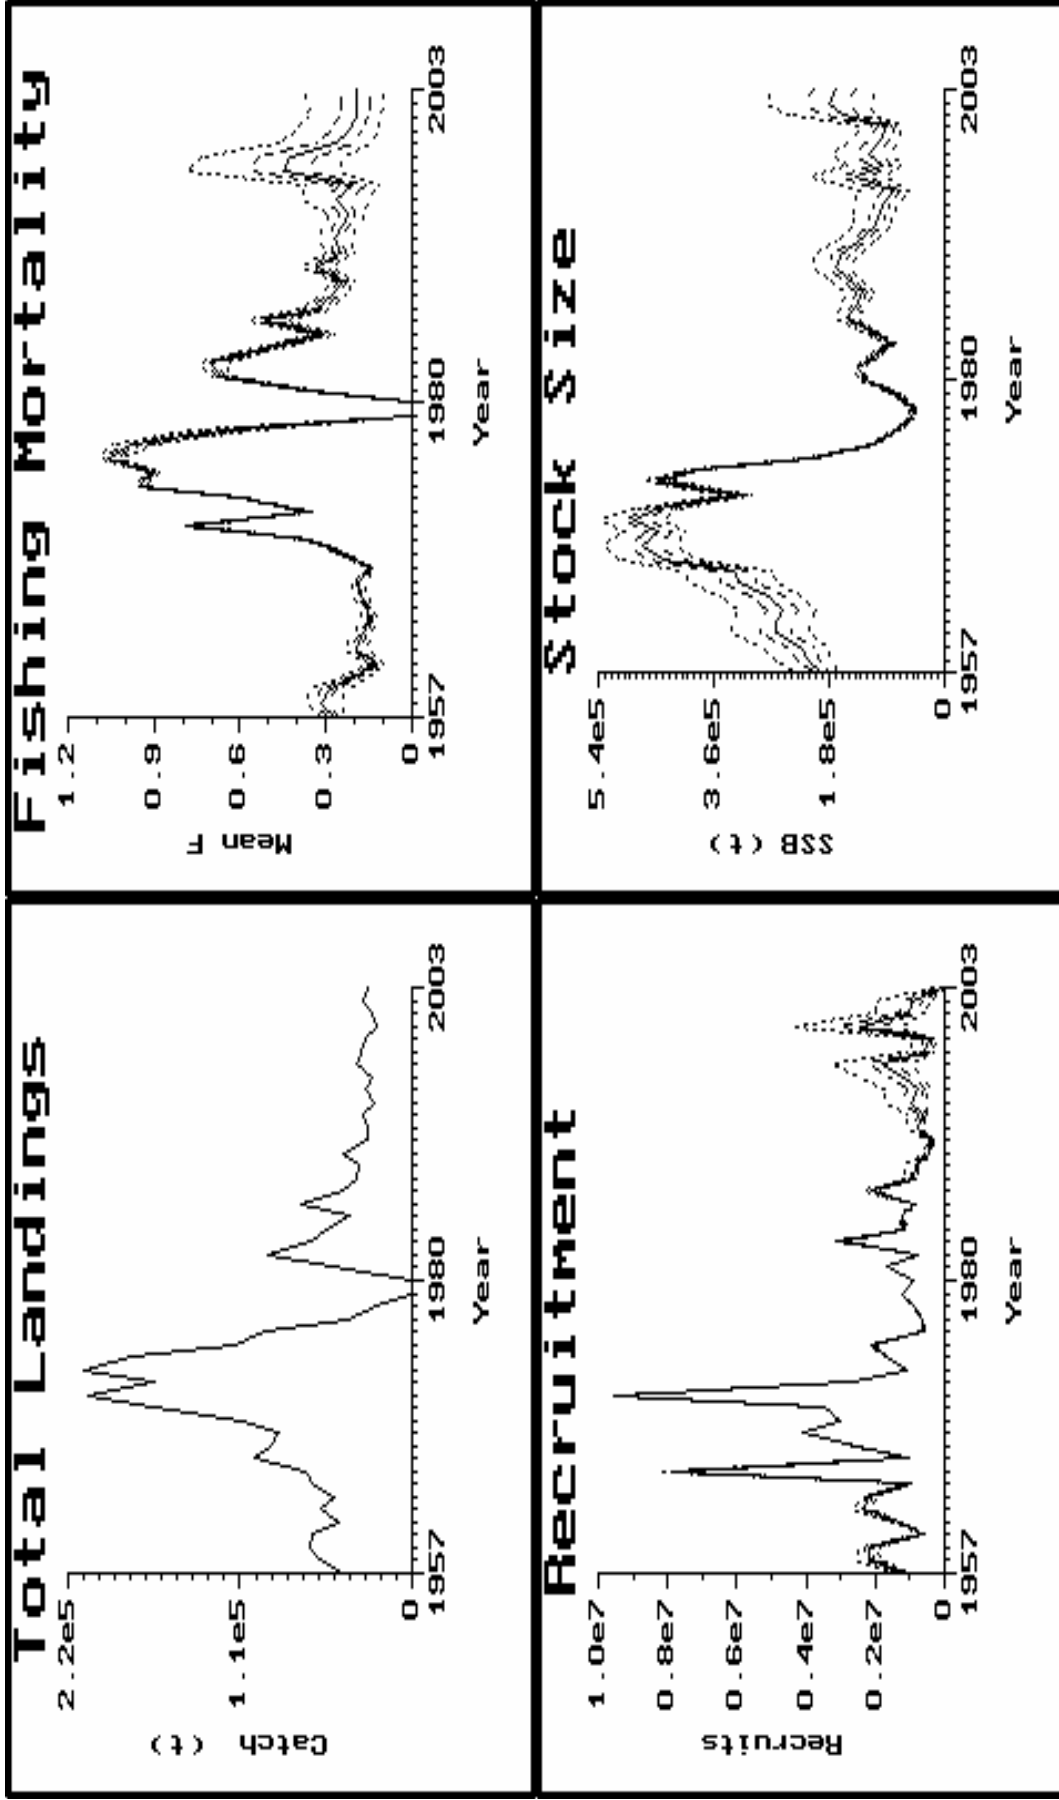 Total Landings
2.2e5
1.1e5
0
Catch (t)
1957
1980
2003
Year
Fishing Mortality
1.2
0.9
0.6
0.3
0
Mean F
1957
1980
2003
Year
Recruitment
1.0e7
0.8e7
0.6e7
0.4e7
0.2e7
0
Recruits
1957
1980
2003
Year
Stock Size
5.4e5
3.6e5
1.8e5
0
SSB (t)
1957
1980
2003
Year